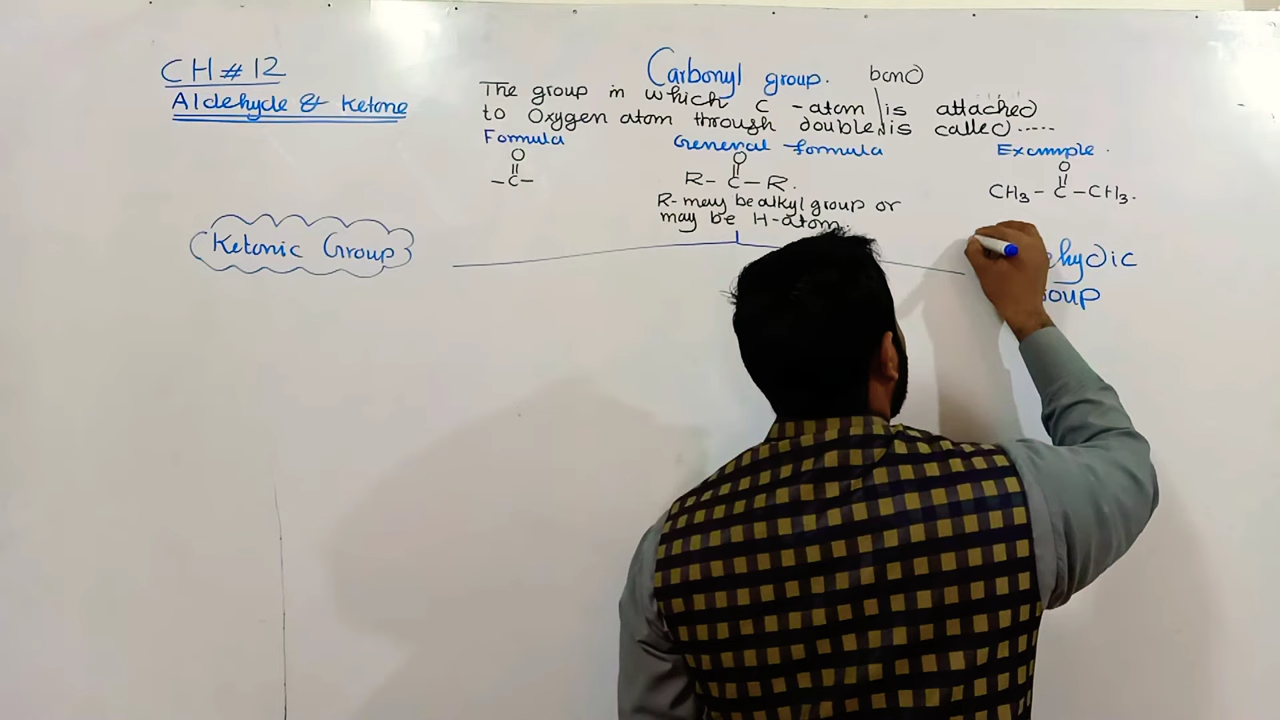 CH # 12
Aldehyde & Ketone
Carbonyl group.
bond
The group in which C - atom is attached
to Oxygen atom through double is called .....
Formula
General formula
Example.
O
||
-C-
O
||
R-C-R.
O
||
CH3-C-CH3.
R- may be alkyl group or
may be H-atom.
Ketonic Group